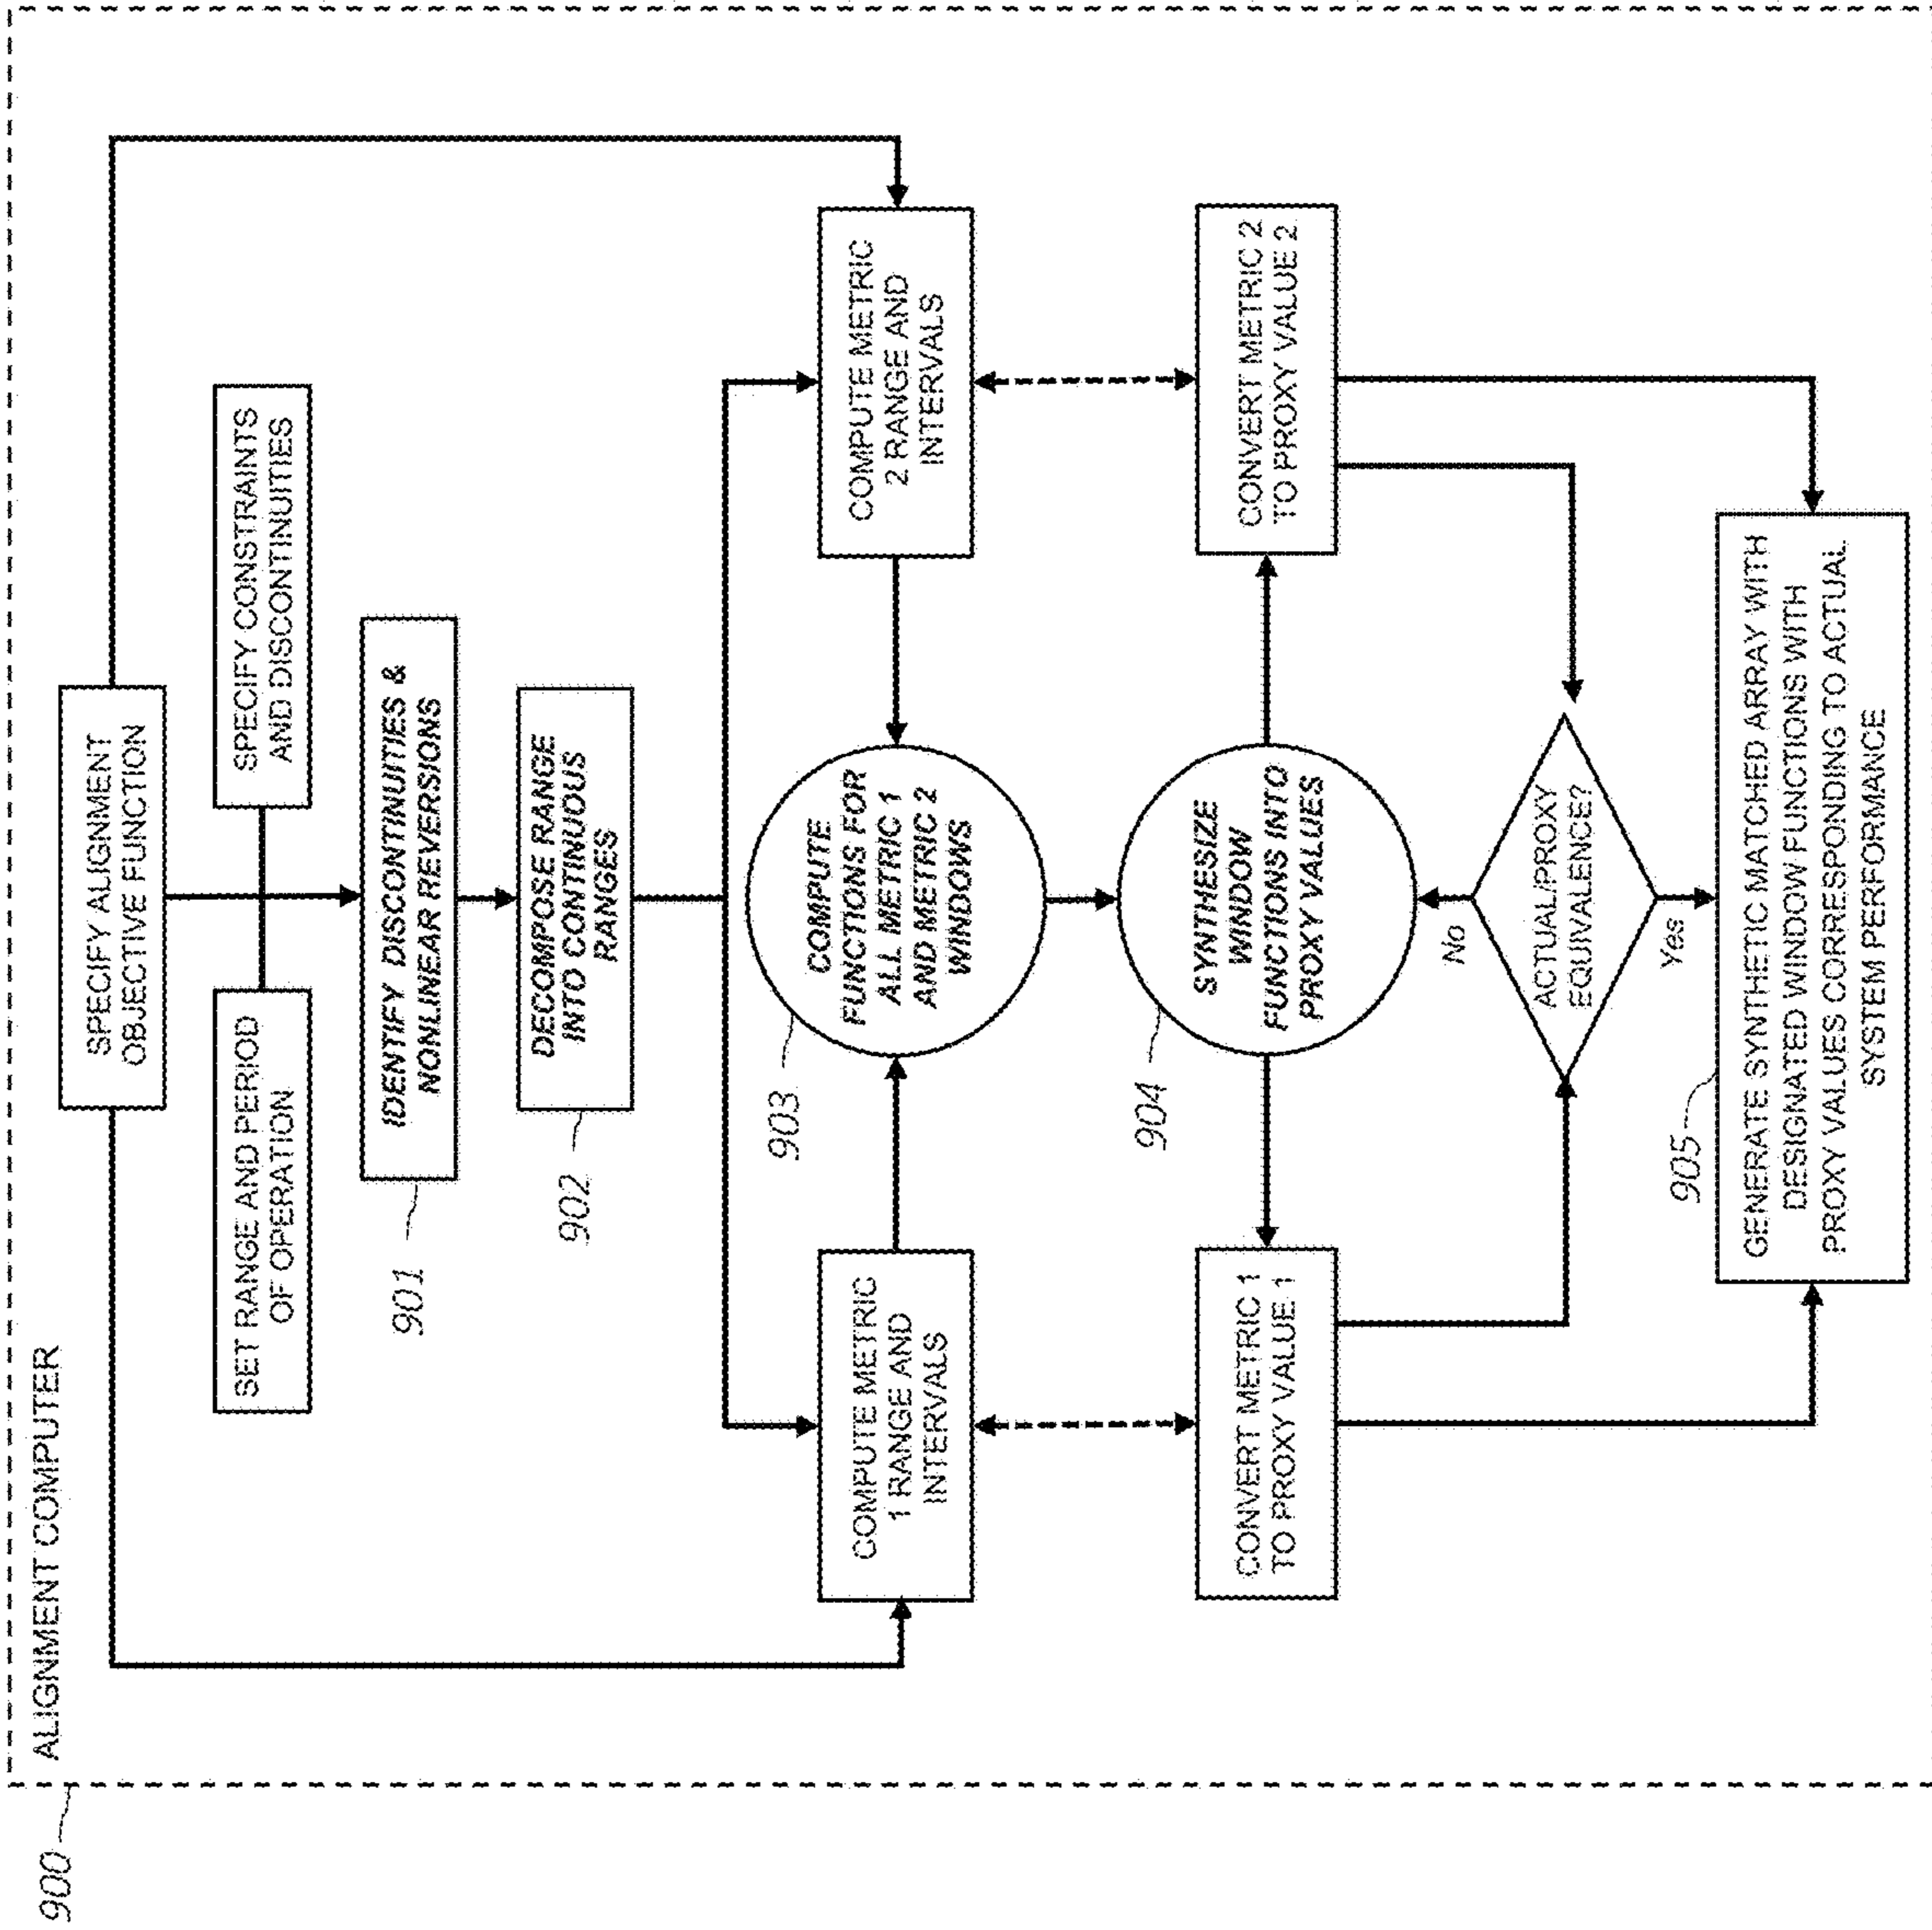 900
ALIGNMENT COMPUTER
SPECIFY ALIGNMENT
OBJECTIVE FUNCTION
SET RANGE AND PERIOD
OF OPERATION
SPECIFY CONSTRAINTS
AND DISCONTINUITIES
901
IDENTIFY DISCONTINUITIES &
NONLINEAR REVERSIONS
902
DECOMPOSE RANGE
INTO CONTINUOUS
RANGES
COMPUTE METRIC
1 RANGE AND
INTERVALS
903
COMPUTE
FUNCTIONS FOR
ALL METRIC 1
AND METRIC 2
WINDOWS
COMPUTE METRIC
2 RANGE AND
INTERVALS
CONVERT METRIC 1
TO PROXY VALUE 1
904
SYNTHESIZE
WINDOW
FUNCTIONS INTO
PROXY VALUES
CONVERT METRIC 2
TO PROXY VALUE 2
No
ACTUAL/PROXY
EQUIVALENCE?
Yes
905
GENERATE SYNTHETIC MATCHED ARRAY WITH
DESIGNATED WINDOW FUNCTIONS WITH
PROXY VALUES CORRESPONDING TO ACTUAL
SYSTEM PERFORMANCE